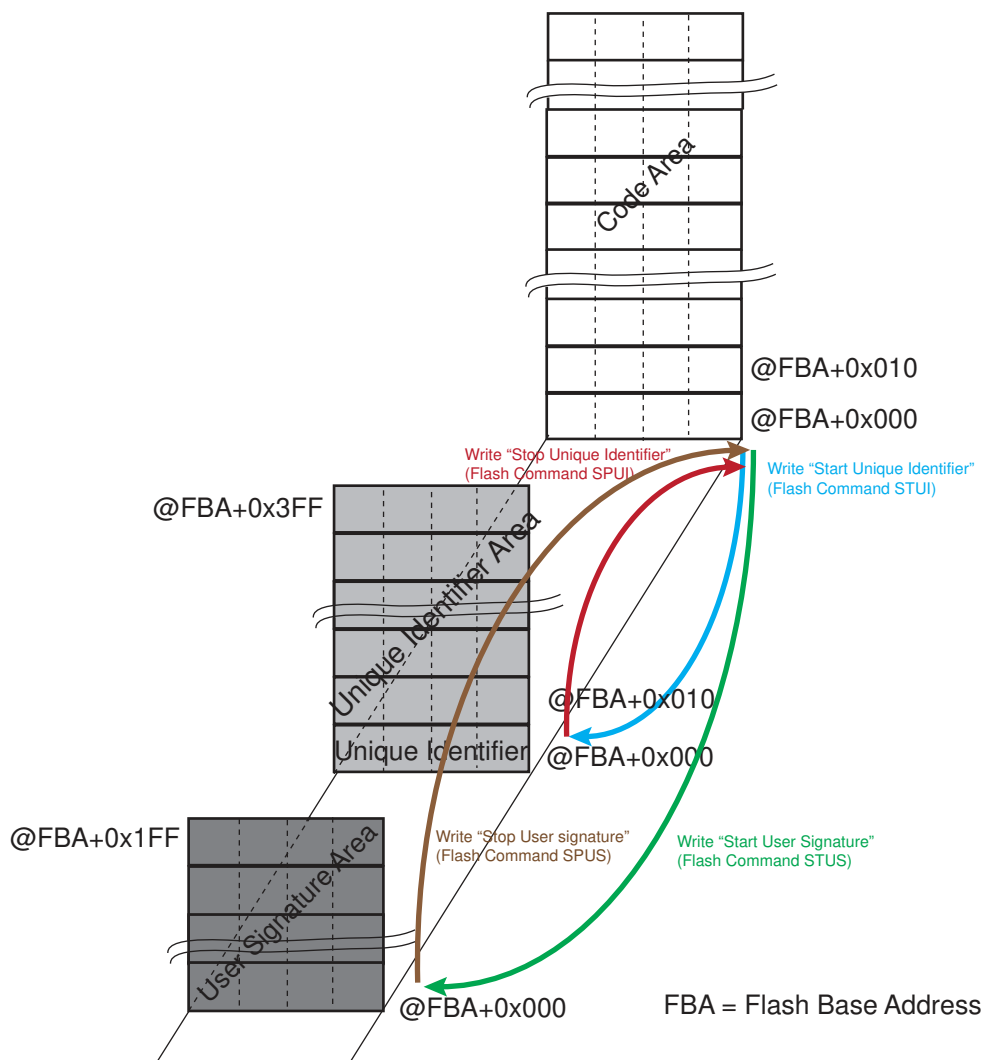 Code Area
@FBA+0x010
@FBA+0x000
Write “Stop Unique Identifier”
(Flash Command SPUI)
Write “Start Unique Identifier”
(Flash Command STUI)
@FBA+0x3FF
Unique Identifier Area
@FBA+0x010
Unique Identifier
@FBA+0x000
@FBA+0x1FF
Write “Stop User signature”
(Flash Command SPUS)
Write “Start User Signature”
(Flash Command STUS)
User Signature Area
@FBA+0x000
FBA = Flash Base Address